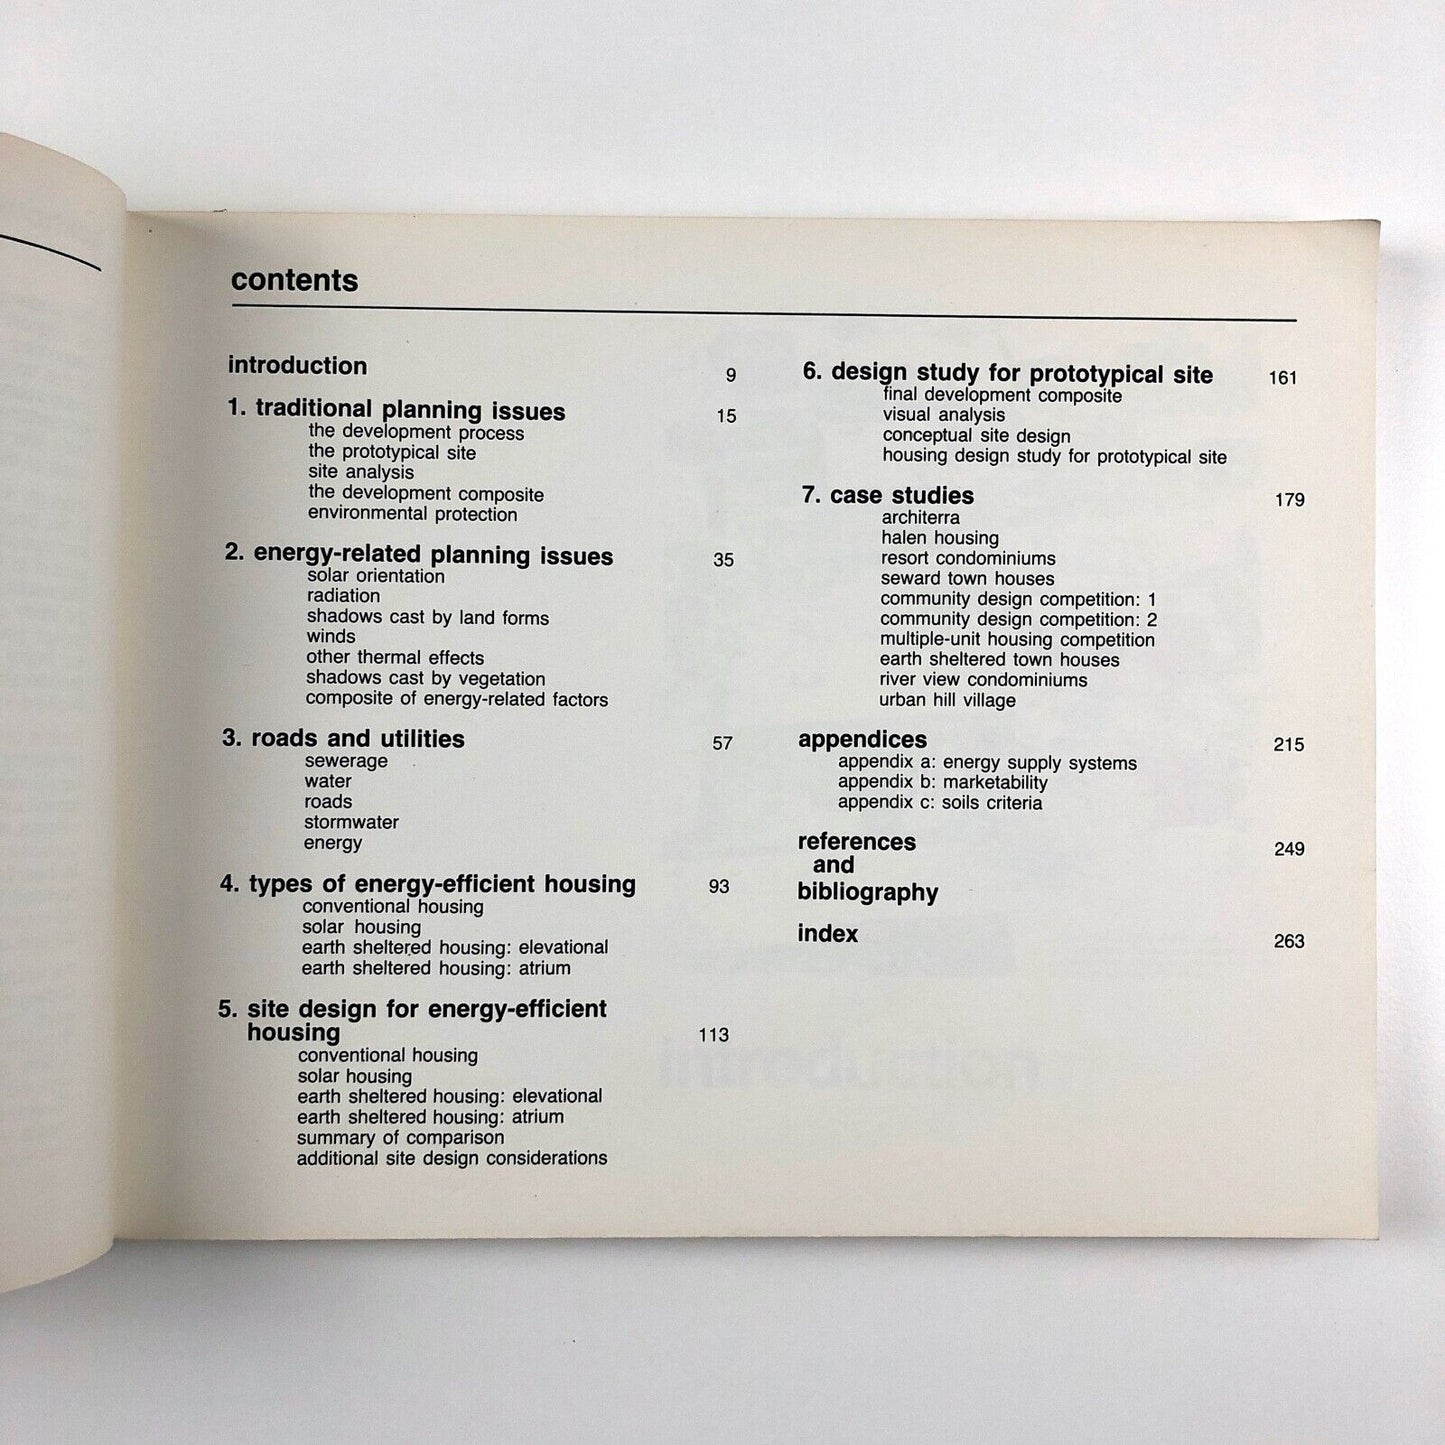 contents
introduction 9
1. traditional planning issues 15
the development process
the prototypical site
site analysis
the development composite
environmental protection
2. energy-related planning issues 35
solar orientation
radiation
shadows cast by land forms
winds
other thermal effects
shadows cast by vegetation
composite of energy-related factors
3. roads and utilities 57
sewerage
water
roads
stormwater
energy
4. types of energy-efficient housing 93
conventional housing
solar housing
earth sheltered housing: elevational
earth sheltered housing: atrium
5. site design for energy-efficient
housing 113
conventional housing
solar housing
earth sheltered housing: elevational
earth sheltered housing: atrium
summary of comparison
additional site design considerations
6. design study for prototypical site 161
final development composite
visual analysis
conceptual site design
housing design study for prototypical site
7. case studies 179
architerra
halen housing
resort condominiums
seward town houses
community design competition: 1
community design competition: 2
multiple-unit housing competition
earth sheltered town houses
river view condominiums
urban hill village
appendices 215
appendix a: energy supply systems
appendix b: marketability
appendix c: soils criteria
references 249
and
bibliography
index 263